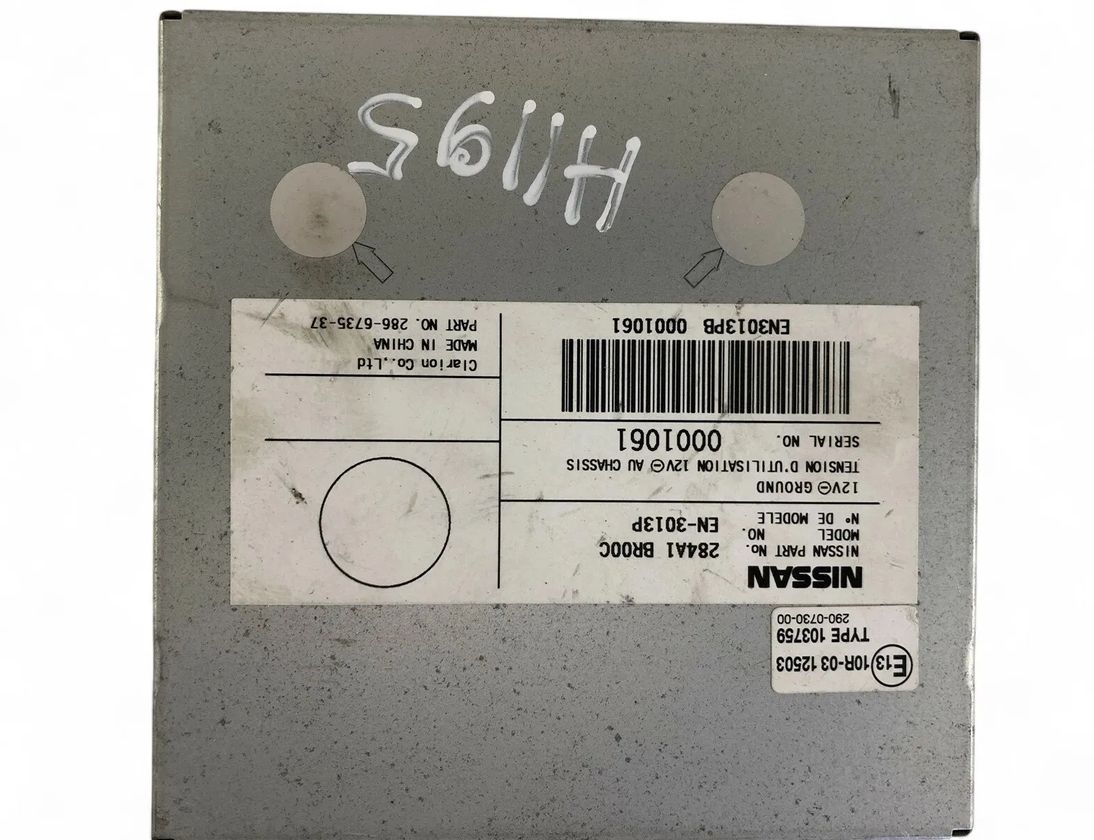 E13 10R-03 12503
TYPE 103759
290-0730-00
NISSAN
NISSAN PART No. 284A1 BR00C
MODEL NO.
N° DE MODELE EN-3013P
12V⊖ GROUND
TENSION D'UTILISATION 12V⊖ AU CHASSIS
SERIAL NO. 0001061
EN3013PB 0001061
Clarion Co.,Ltd
MADE IN CHINA
PART NO. 286-6735-37
H1195